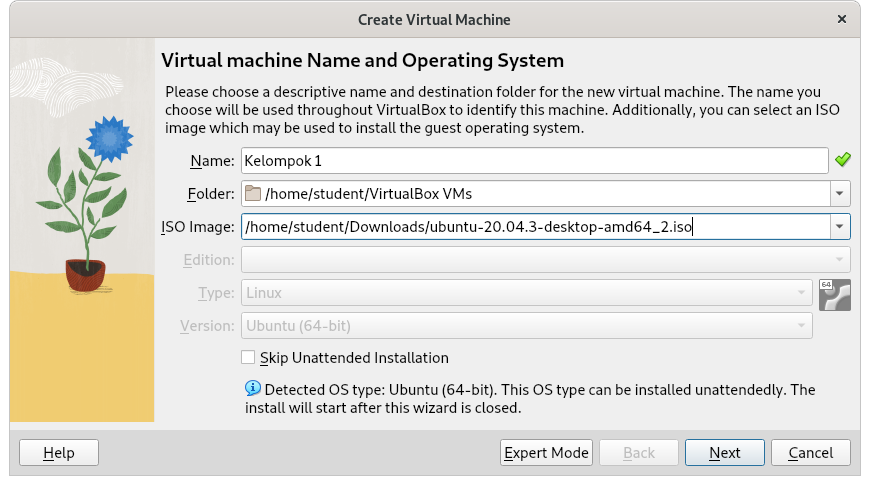 Create Virtual Machine
Virtual machine Name and Operating System
Please choose a descriptive name and destination folder for the new virtual machine. The name you
choose will be used throughout VirtualBox to identify this machine. Additionally, you can select an ISO
image which may be used to install the guest operating system.
Name: Kelompok 1
Folder: /home/student/VirtualBox VMs
ISO Image: /home/student/Downloads/ubuntu-20.04.3-desktop-amd64_2.iso
Edition:
Type: Linux
64
Version: Ubuntu (64-bit)
Skip Unattended Installation
Detected OS type: Ubuntu (64-bit). This OS type can be installed unattendedly. The
install will start after this wizard is closed.
Help Expert Mode Back Next Cancel